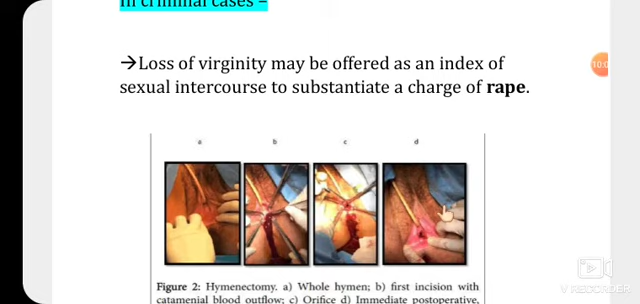 In criminal cases –
→Loss of virginity may be offered as an index of
sexual intercourse to substantiate a charge of rape.
10:0
a b c d
Figure 2: Hymenectomy. a) Whole hymen; b) first incision with
catamenial blood outflow; c) Orifice d) Immediate postoperative,
V RECORDER